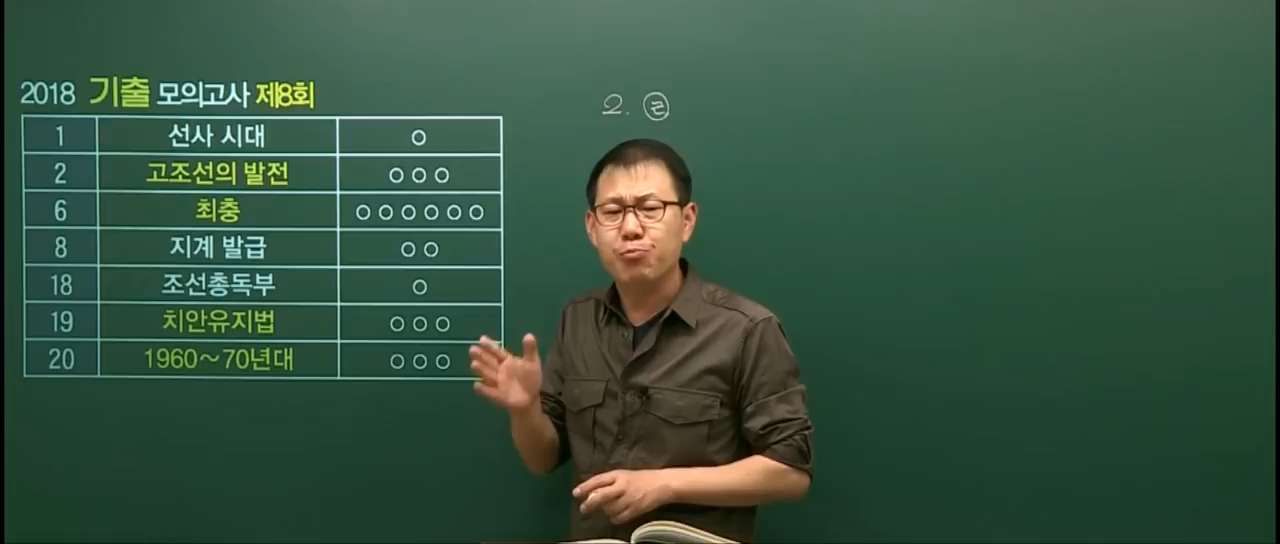 2018 기출 모의고사 제8회
1 선사 시대 ○
2 고조선의 발전 ○○○
6 최충 ○○○○○○
8 지계 발급 ○○
18 조선총독부 ○
19 치안유지법 ○○○
20 1960~70년대 ○○○
2. ㉣